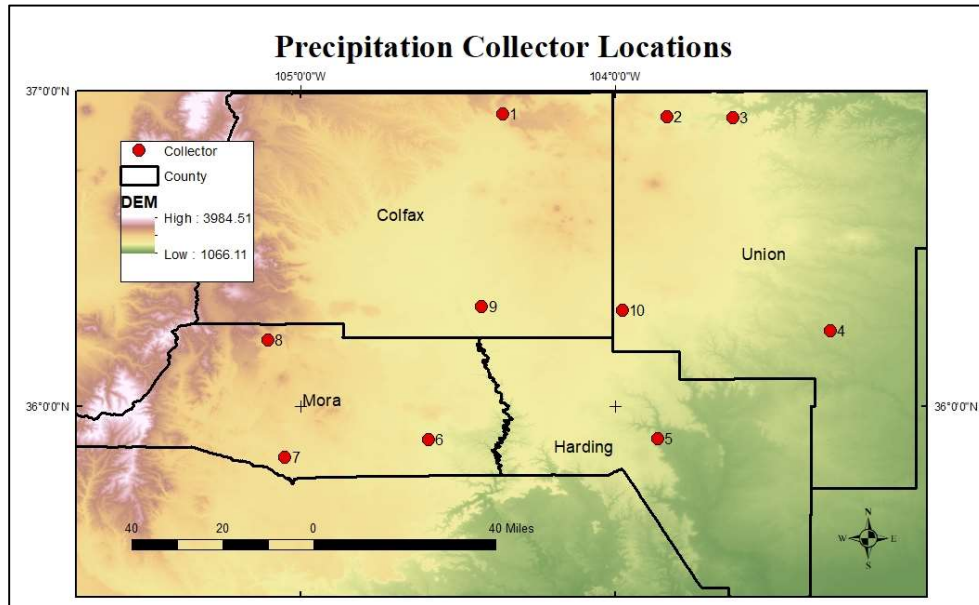 Precipitation Collector Locations
105°0'0"W 104°0'0"W
37°0'0"N
1
2
3
Collector
County
DEM
High : 3984.51
Low : 1066.11
Colfax
Union
9
10
4
8
Mora
36°0'0"N 36°0'0"N
6
5
Harding
7
40 20 0 40 Miles
N
W E
S